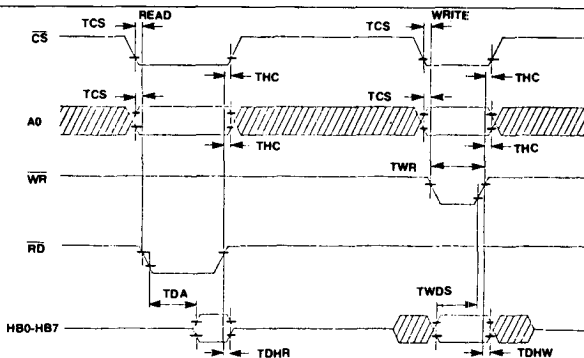 READ
WRITE
TCS
TCS
CS
THC
THC
TCS
TCS
A0
THC
THC
TWR
WR
RD
TDA
TWDS
HB0-HB7
TDHR
TDHW